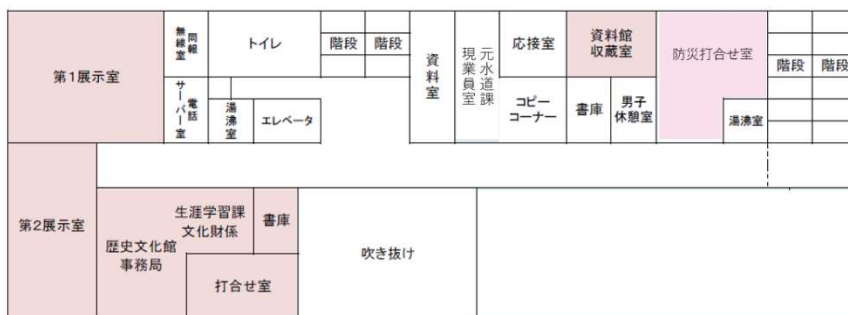 第1展示室
同報
無線室
トイレ
階段
階段
資料室
元水道課
現業員室
応接室
資料館
収蔵室
防災打合せ室
階段
階段
電話
サーバー室
湯沸室
エレベータ
コピー
コーナー
書庫
男子
休憩室
湯沸室
第2展示室
生涯学習課
文化財係
書庫
歴史文化館
事務局
打合せ室
吹き抜け